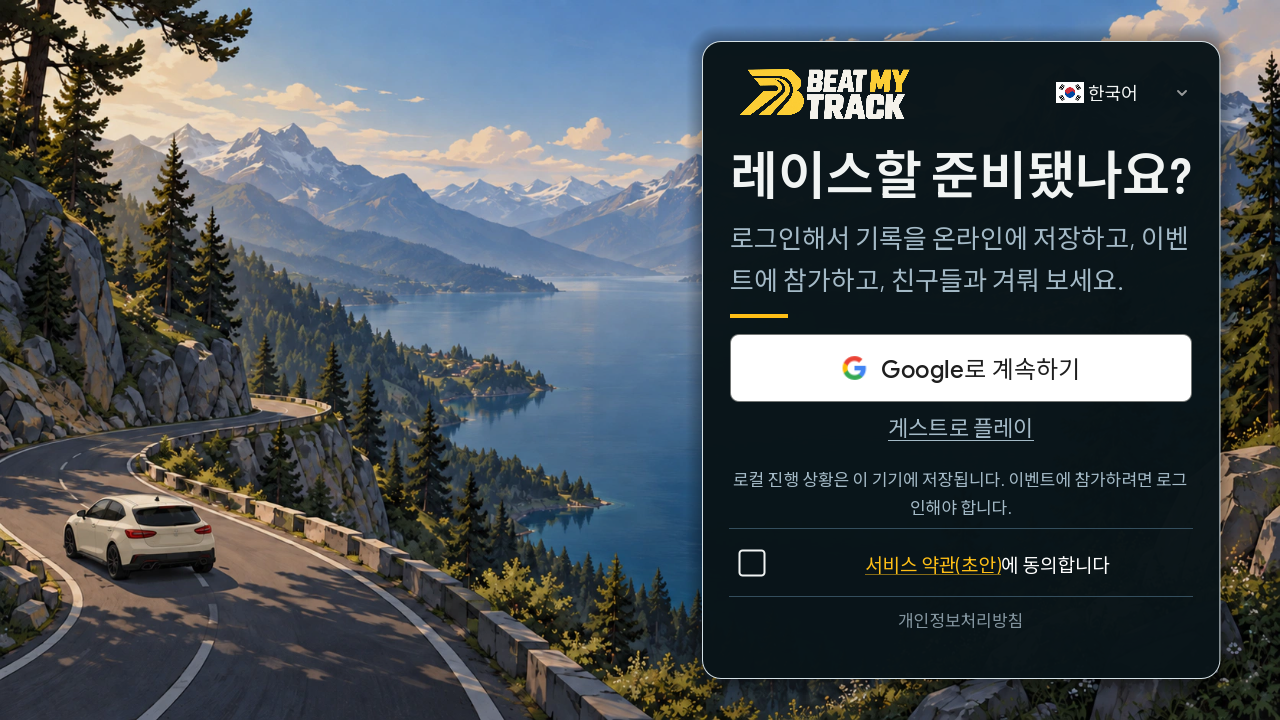 BEAT MY
TRACK
한국어
레이스할 준비됐나요?
로그인해서 기록을 온라인에 저장하고, 이벤
트에 참가하고, 친구들과 겨뤄 보세요.
Google로 계속하기
게스트로 플레이
로컬 진행 상황은 이 기기에 저장됩니다. 이벤트에 참가하려면 로그
인해야 합니다.
서비스 약관(초안)에 동의합니다
개인정보처리방침